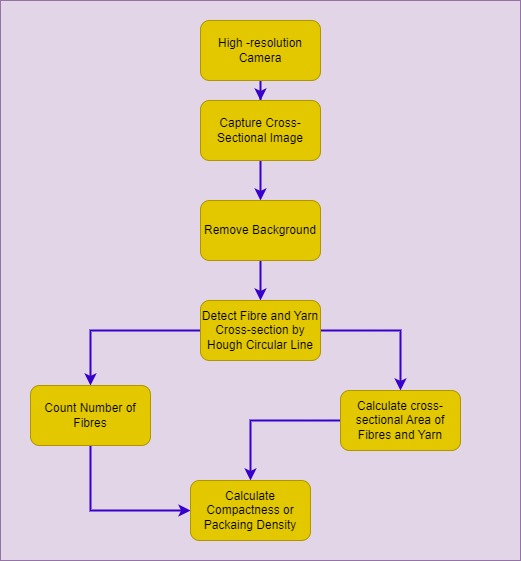 High -resolution
Camera
Capture Cross-
Sectional Image
Remove Background
Detect Fibre and Yarn
Cross-section by
Hough Circular Line
Count Number of
Fibres
Calculate cross-
sectional Area of
Fibres and Yarn
Calculate
Compactness or
Packaing Density